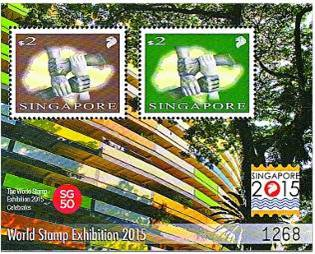 $2
SINGAPORE
$2
SINGAPORE
The World Stamp
Exhibition 2015
Celebrates
SG
50
SINGAPORE
2015
World Stamp Exhibition 2015
1268